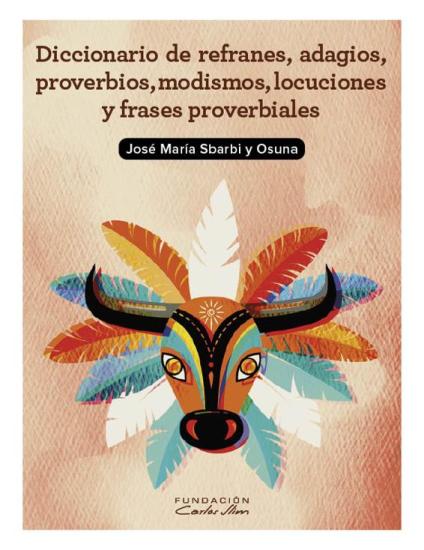 Diccionario de refranes, adagios,
proverbios, modismos, locuciones
y frases proverbiales
José María Sbarbi y Osuna
FUNDACIÓN
Carlos Slim